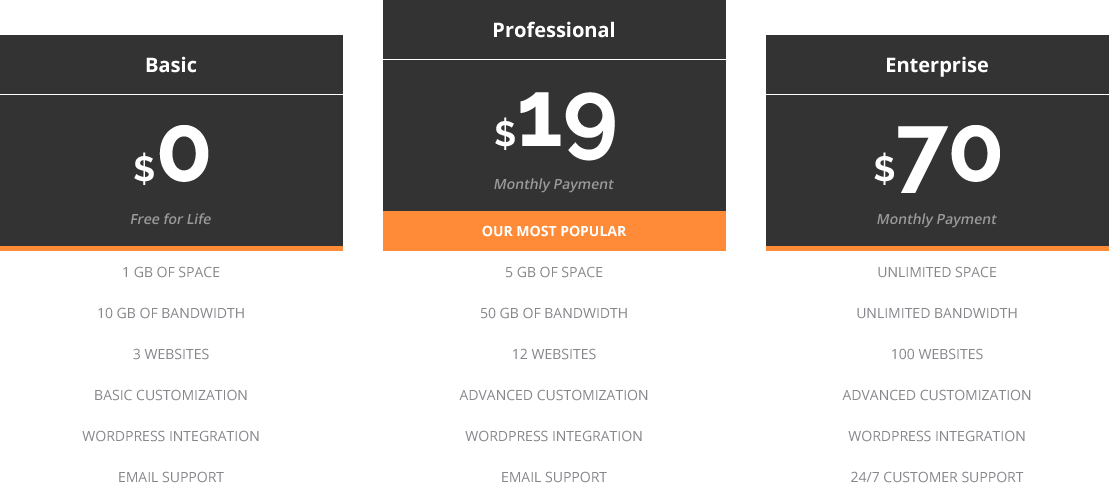 Basic
$0
Free for Life
1 GB OF SPACE
10 GB OF BANDWIDTH
3 WEBSITES
BASIC CUSTOMIZATION
WORDPRESS INTEGRATION
EMAIL SUPPORT
Professional
$19
Monthly Payment
OUR MOST POPULAR
5 GB OF SPACE
50 GB OF BANDWIDTH
12 WEBSITES
ADVANCED CUSTOMIZATION
WORDPRESS INTEGRATION
EMAIL SUPPORT
Enterprise
$70
Monthly Payment
UNLIMITED SPACE
UNLIMITED BANDWIDTH
100 WEBSITES
ADVANCED CUSTOMIZATION
WORDPRESS INTEGRATION
24/7 CUSTOMER SUPPORT